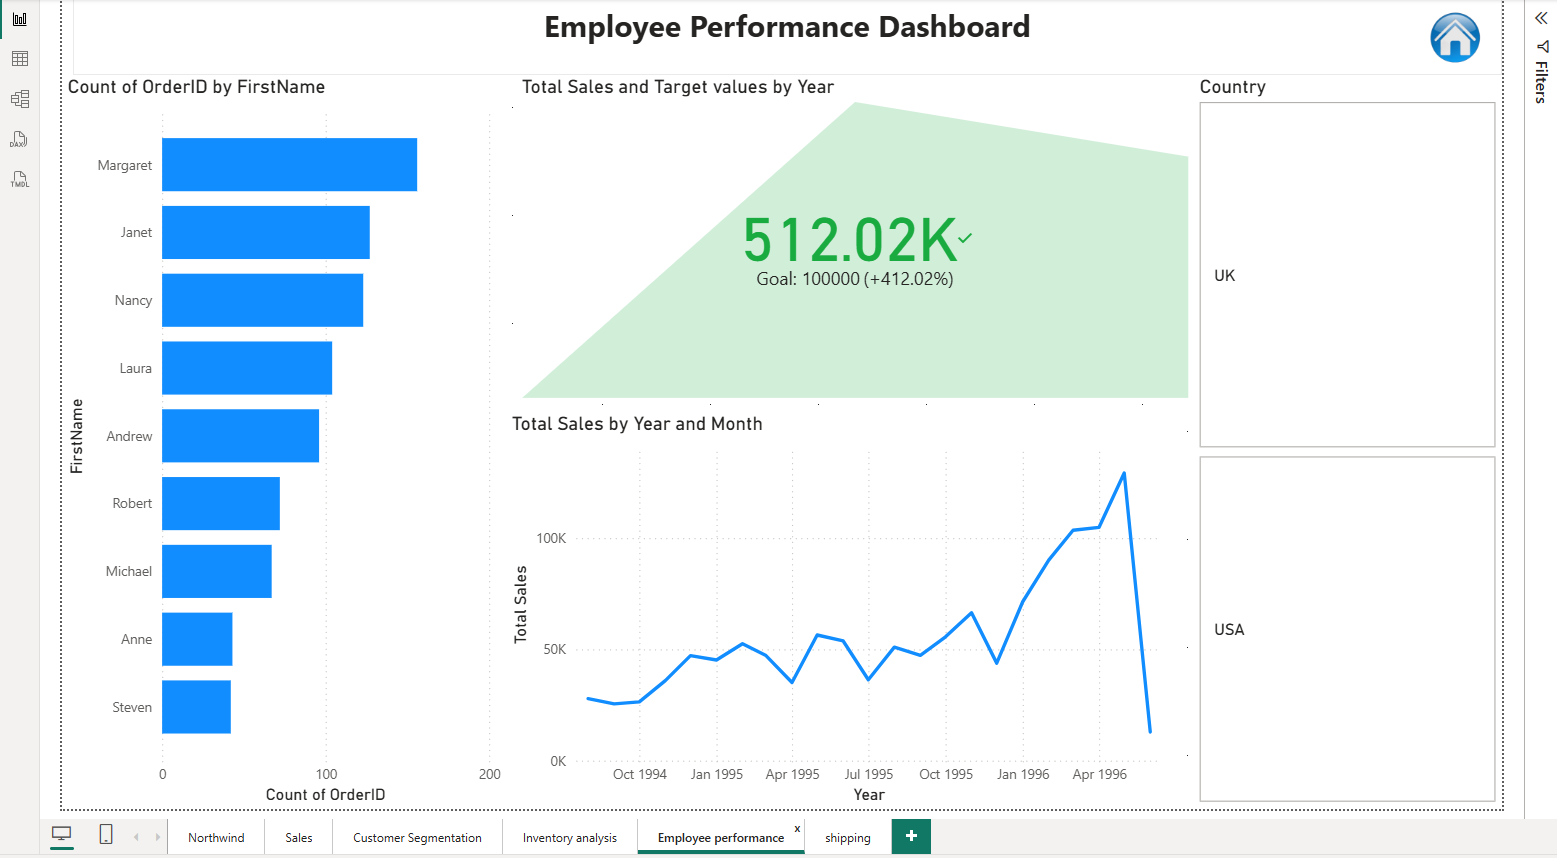 Employee Performance Dashboard
Filters
DAX
TMDL
Count of OrderID by FirstName
FirstName
Margaret
Janet
Nancy
Laura
Andrew
Robert
Michael
Anne
Steven
0 100 200
Count of OrderID
Total Sales and Target values by Year
512.02K
Goal: 100000 (+412.02%)
Total Sales by Year and Month
Total Sales
100K
50K
0K
Oct 1994 Jan 1995 Apr 1995 Jul 1995 Oct 1995 Jan 1996 Apr 1996
Year
Country
UK
USA
Northwind Sales Customer Segmentation Inventory analysis Employee performance x shipping +